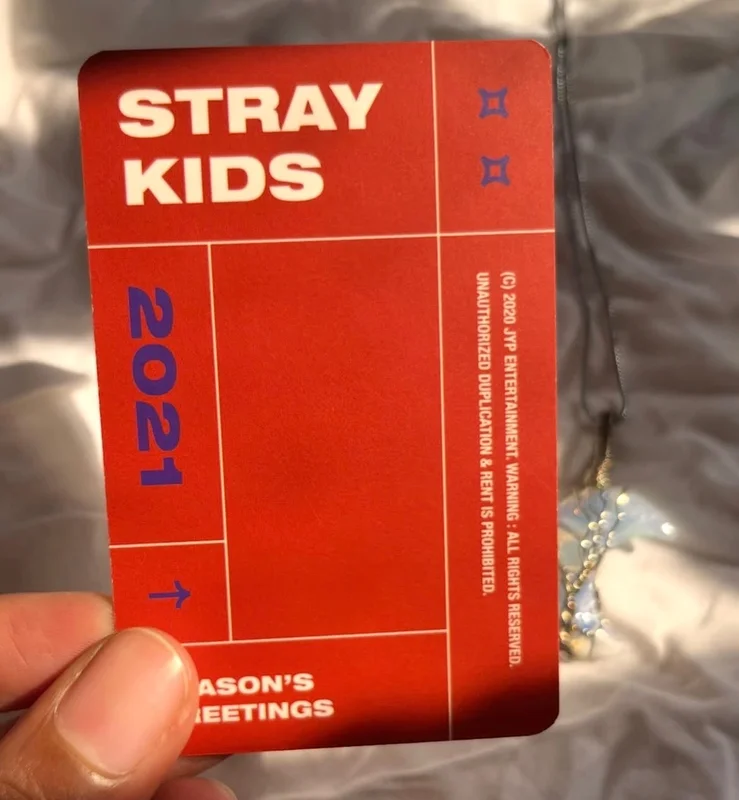 STRAY
KIDS
2021
(C) 2020 JYP ENTERTAINMENT. WARNING : ALL RIGHTS RESERVED.
UNAUTHORIZED DUPLICATION & RENT IS PROHIBITED.
↑
ASON'S
REETINGS